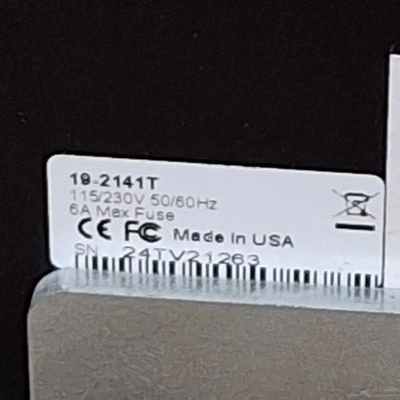 19-2141T
115/230V 50/60Hz
6A Max Fuse
CE FC Made in USA
SN 24TV21263